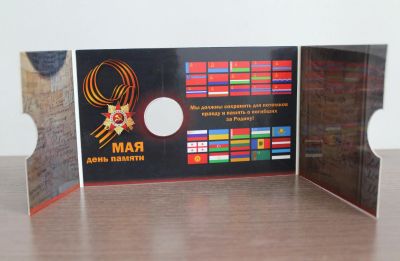 9 МАЯ
день памяти
Мы должны сохранить для потомков
правду и память о погибших
за Родину!